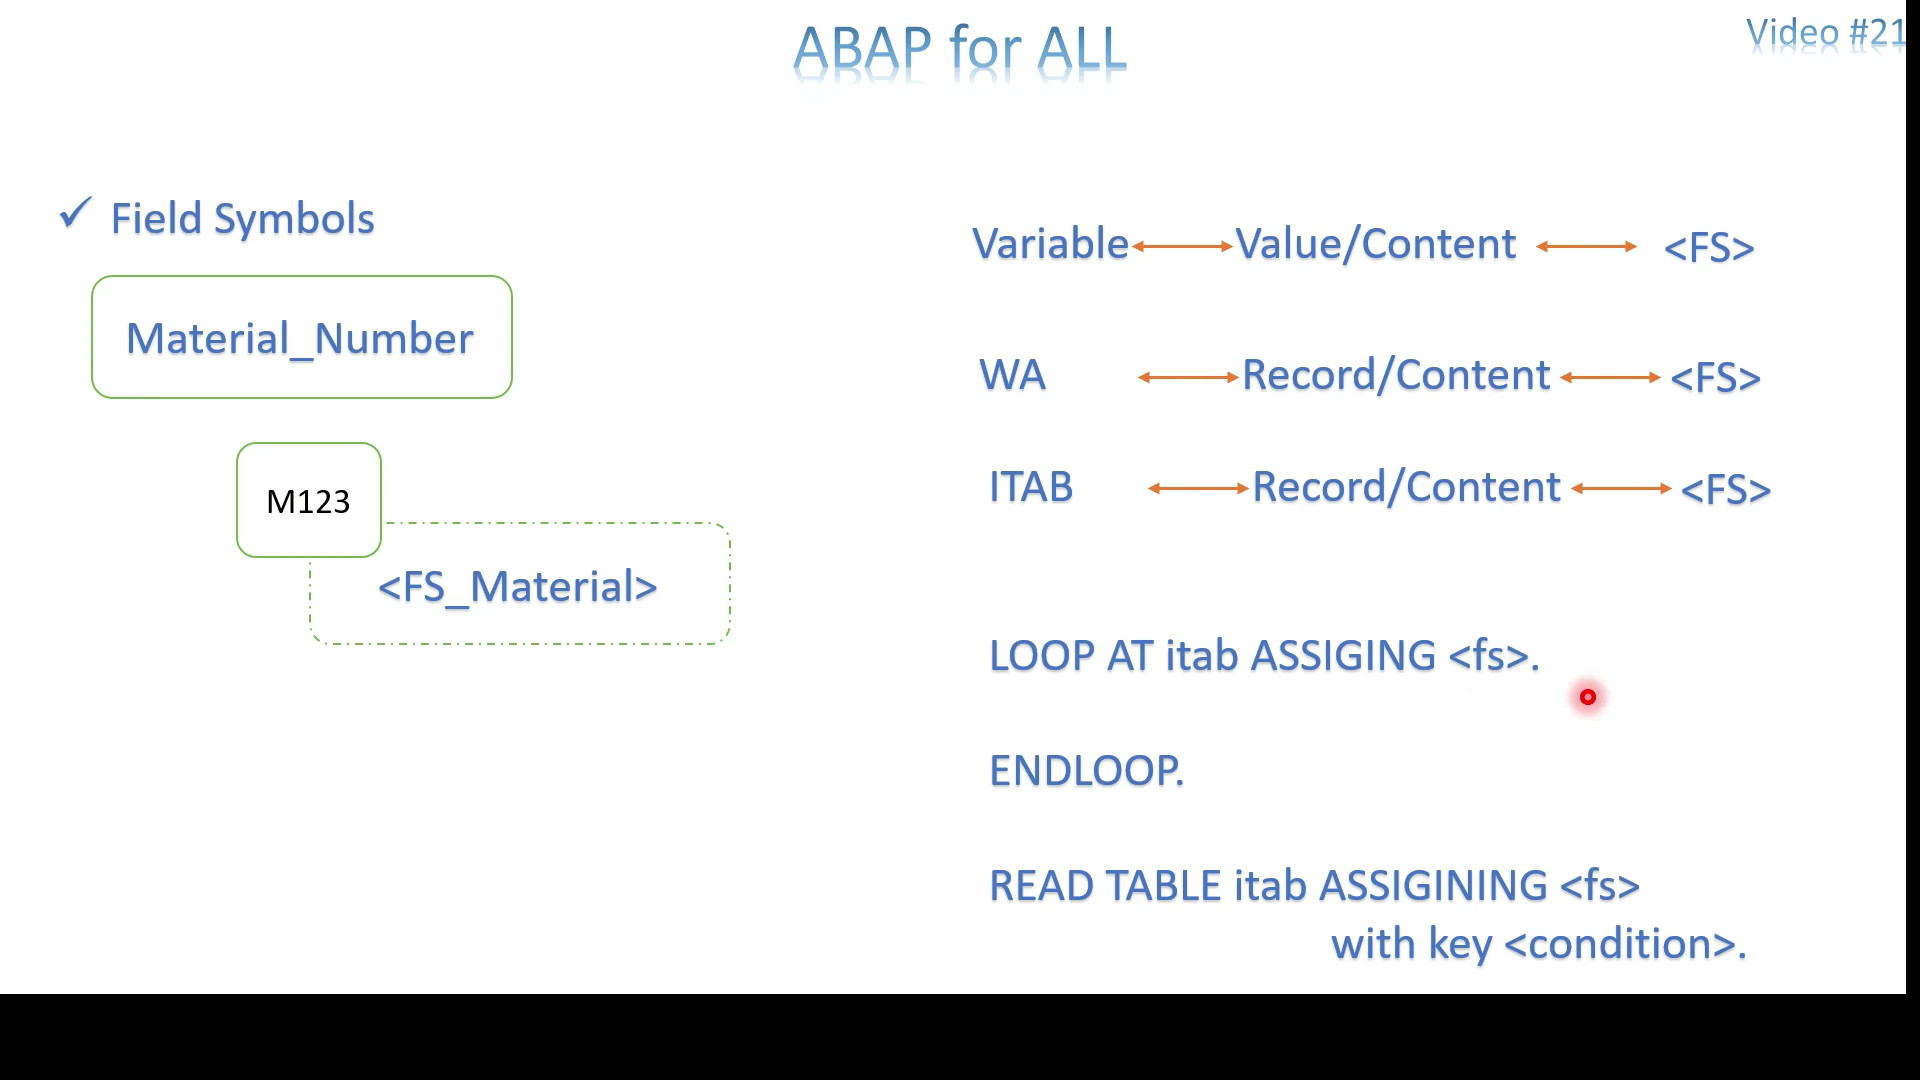 ABAP for ALL
Video #21
Field Symbols
Material_Number
M123
<FS_Material>
Variable Value/Content <FS>
WA Record/Content <FS>
ITAB Record/Content <FS>
LOOP AT itab ASSIGING <fs>.
ENDLOOP.
READ TABLE itab ASSIGINING <fs>
with key <condition>.